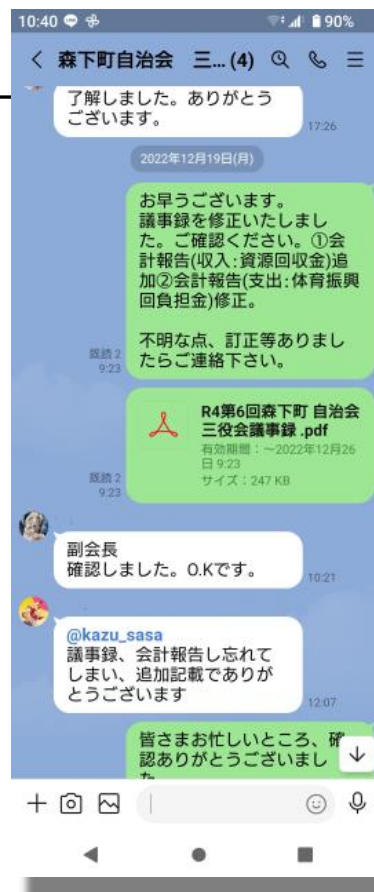 10:40 90%
森下町自治会 三...(4)
了解しました。ありがとう
ございます。
17:26
2022年12月19日(月)
お早うございます。
議事録を修正いたしまし
た。ご確認ください。①会
計報告(収入:資源回収金)追
加②会計報告(支出:体育振興
回負担金)修正。
不明な点、訂正等ありまし
たらご連絡下さい。
既読 2
9:23
R4第6回森下町 自治会
三役会議事録 .pdf
有効期間：〜2022年12月26
日 9:23
サイズ：247 KB
既読 2
9:23
副会長
確認しました。O.Kです。
10:21
@kazu_sasa
議事録、会計報告し忘れて
しまい、追加記載でありが
とうございます
12:07
皆さまお忙しいところ、確
認ありがとうございまし